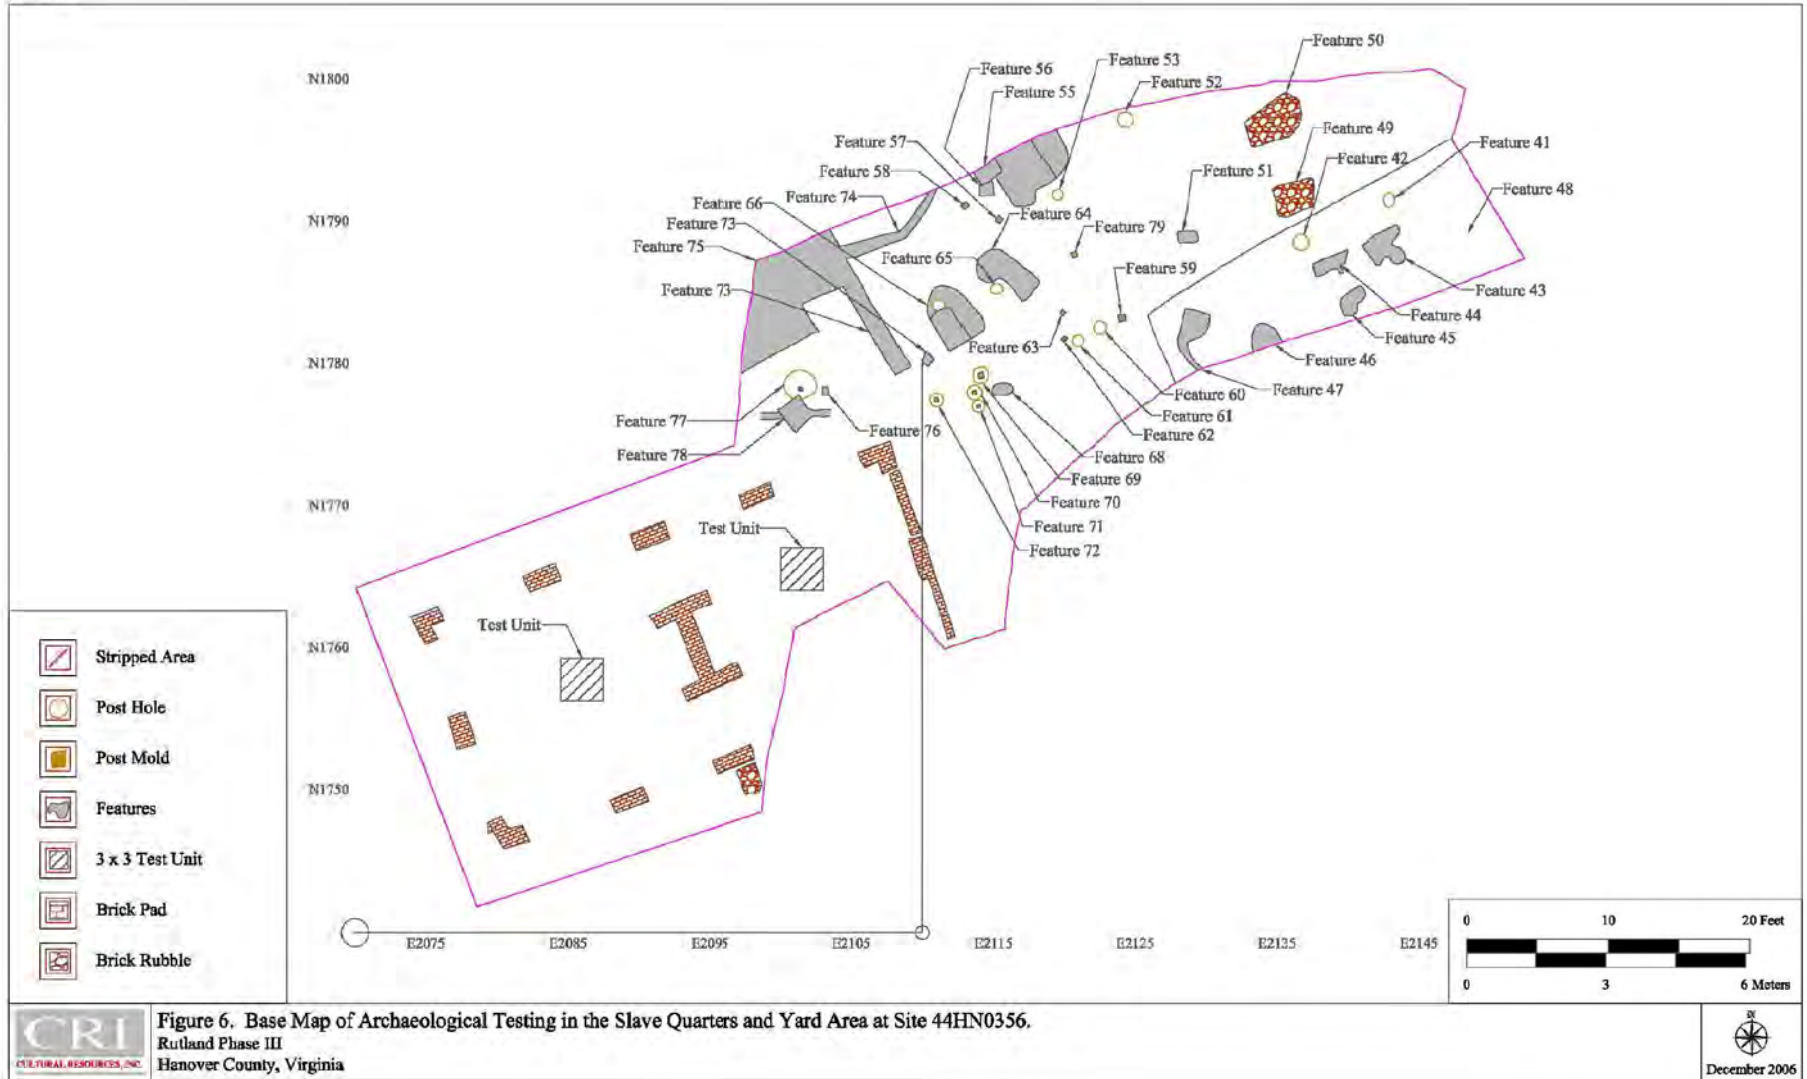 Feature 50
Feature 53
Feature 56
N1800
Feature 52
Feature 55
Feature 49
Feature 57
Feature 41
Feature 42
Feature 58
Feature 51
Feature 48
Feature 74
Feature 66
Feature 64
N1790
Feature 73
Feature 79
Feature 75
Feature 65
Feature 59
Feature 73
Feature 43
Feature 44
Feature 45
Feature 63
Feature 46
N1780
Feature 47
Feature 60
Feature 61
Feature 77
Feature 76
Feature 62
Feature 78
Feature 68
Feature 69
Feature 70
N1770
Feature 71
Test Unit
Feature 72
Test Unit
N1760
N1750
Stripped Area
Post Hole
Post Mold
Features
3 x 3 Test Unit
Brick Pad
Brick Rubble
E2075 E2085 E2095 E2105 E2115 E2125 E2135 E2145
0 10 20 Feet
0 3 6 Meters
CRI
CULTURAL RESOURCES, INC.
Figure 6. Base Map of Archaeological Testing in the Slave Quarters and Yard Area at Site 44HN0356.
Rutland Phase III
Hanover County, Virginia
N
December 2006